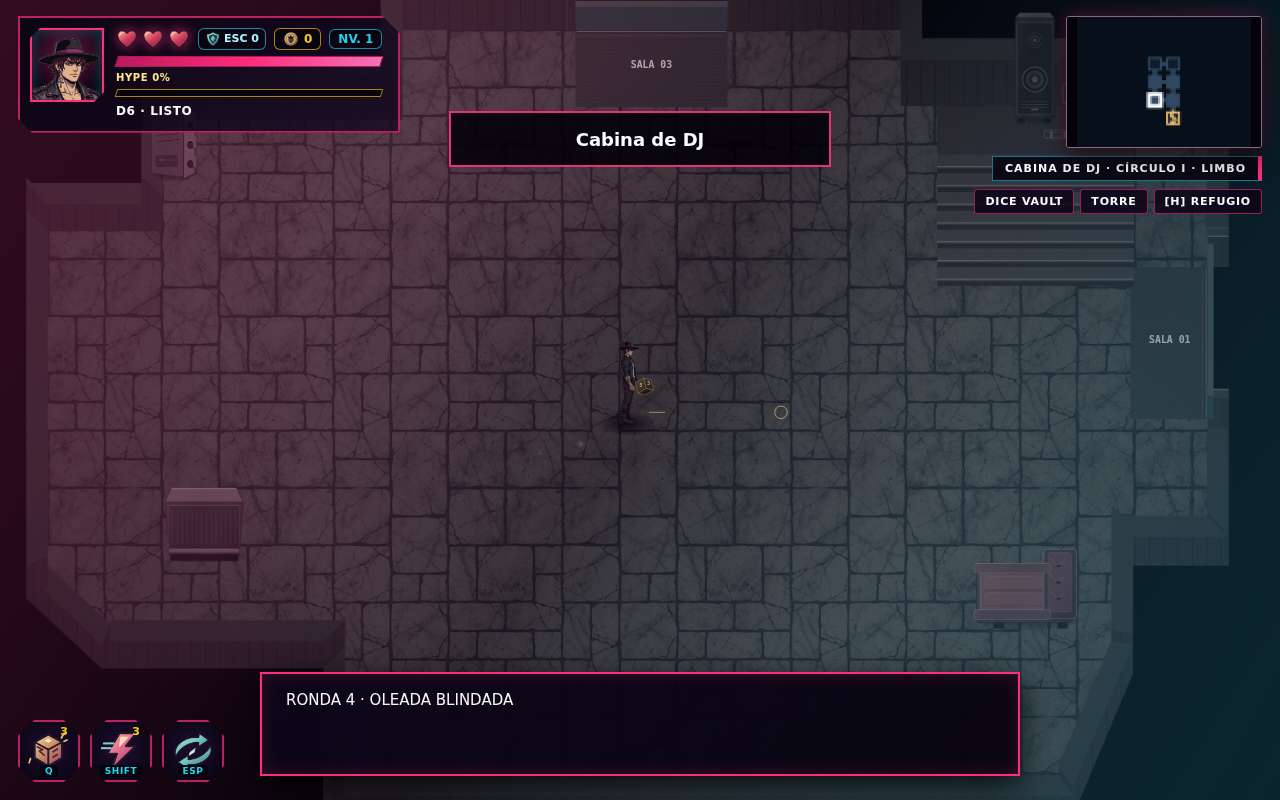 ESC 0
0
NV. 1
HYPE 0%
D6 · LISTO
SALA 03
Cabina de DJ
CABINA DE DJ · CÍRCULO I · LIMBO
DICE VAULT
TORRE
[H] REFUGIO
SALA 01
RONDA 4 · OLEADA BLINDADA
3
Q
3
SHIFT
ESP